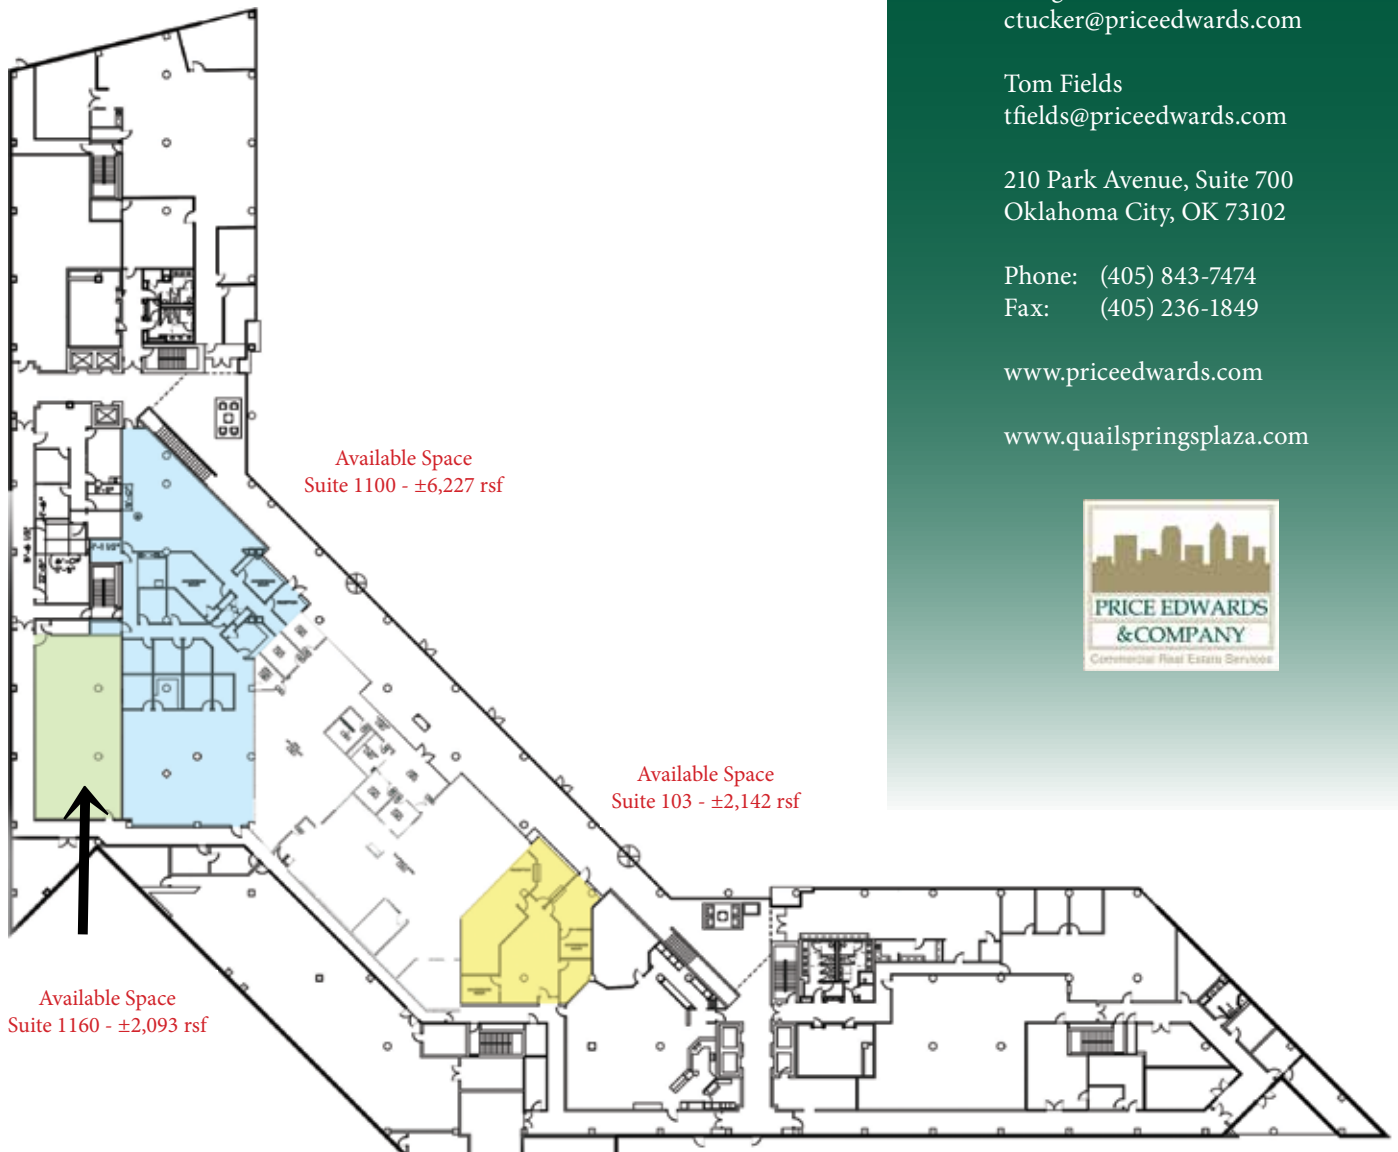 ctucker@priceedwards.com
Tom Fields
tfields@priceedwards.com
210 Park Avenue, Suite 700
Oklahoma City, OK 73102
Phone: (405) 843-7474
Fax: (405) 236-1849
www.priceedwards.com
www.quailspringsplaza.com
PRICE EDWARDS
&COMPANY
Commercial Real Estate Services
Available Space
Suite 1100 - ±6,227 rsf
Available Space
Suite 103 - ±2,142 rsf
Available Space
Suite 1160 - ±2,093 rsf